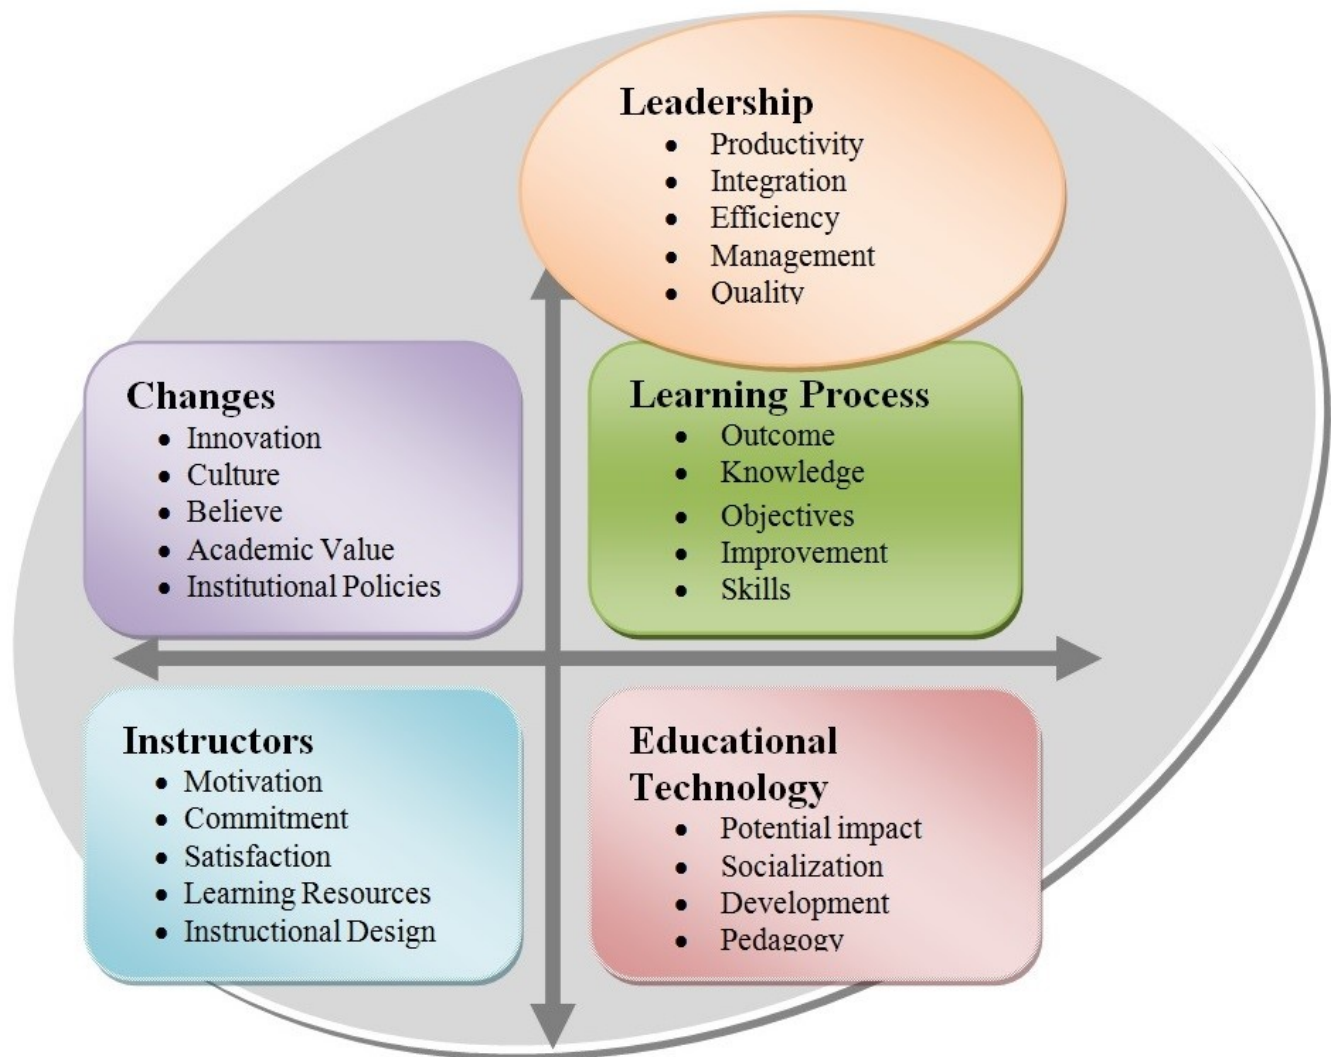 Leadership
• Productivity
• Integration
• Efficiency
• Management
• Quality
Changes
• Innovation
• Culture
• Believe
• Academic Value
• Institutional Policies
Learning Process
• Outcome
• Knowledge
• Objectives
• Improvement
• Skills
Instructors
• Motivation
• Commitment
• Satisfaction
• Learning Resources
• Instructional Design
Educational
Technology
• Potential impact
• Socialization
• Development
• Pedagogy